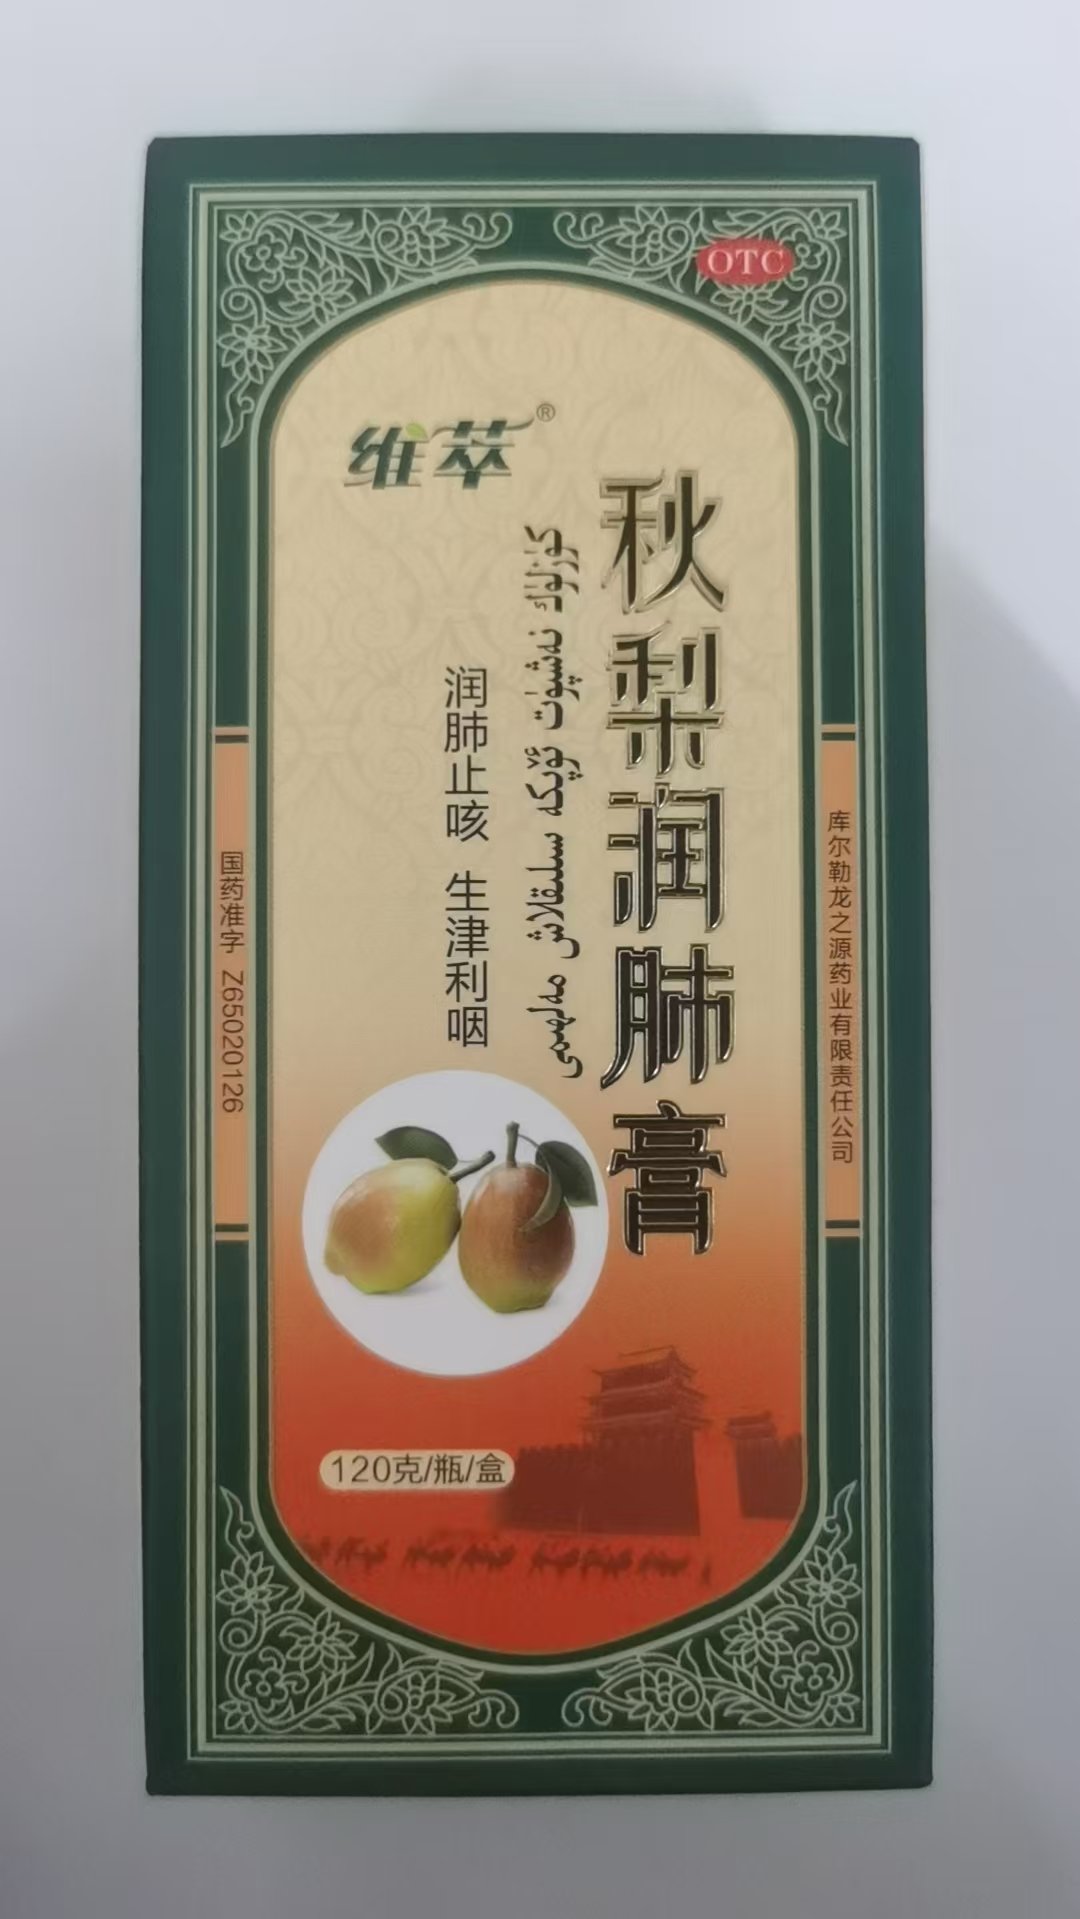 OTC
维萃®
秋梨润肺膏
كۈزلۈك نەشپۈت ئۆپكە سىلىقلاش مەلھىمى
润肺止咳 生津利咽
库尔勒龙之源药业有限责任公司
国药准字 Z65020126
120克/瓶/盒